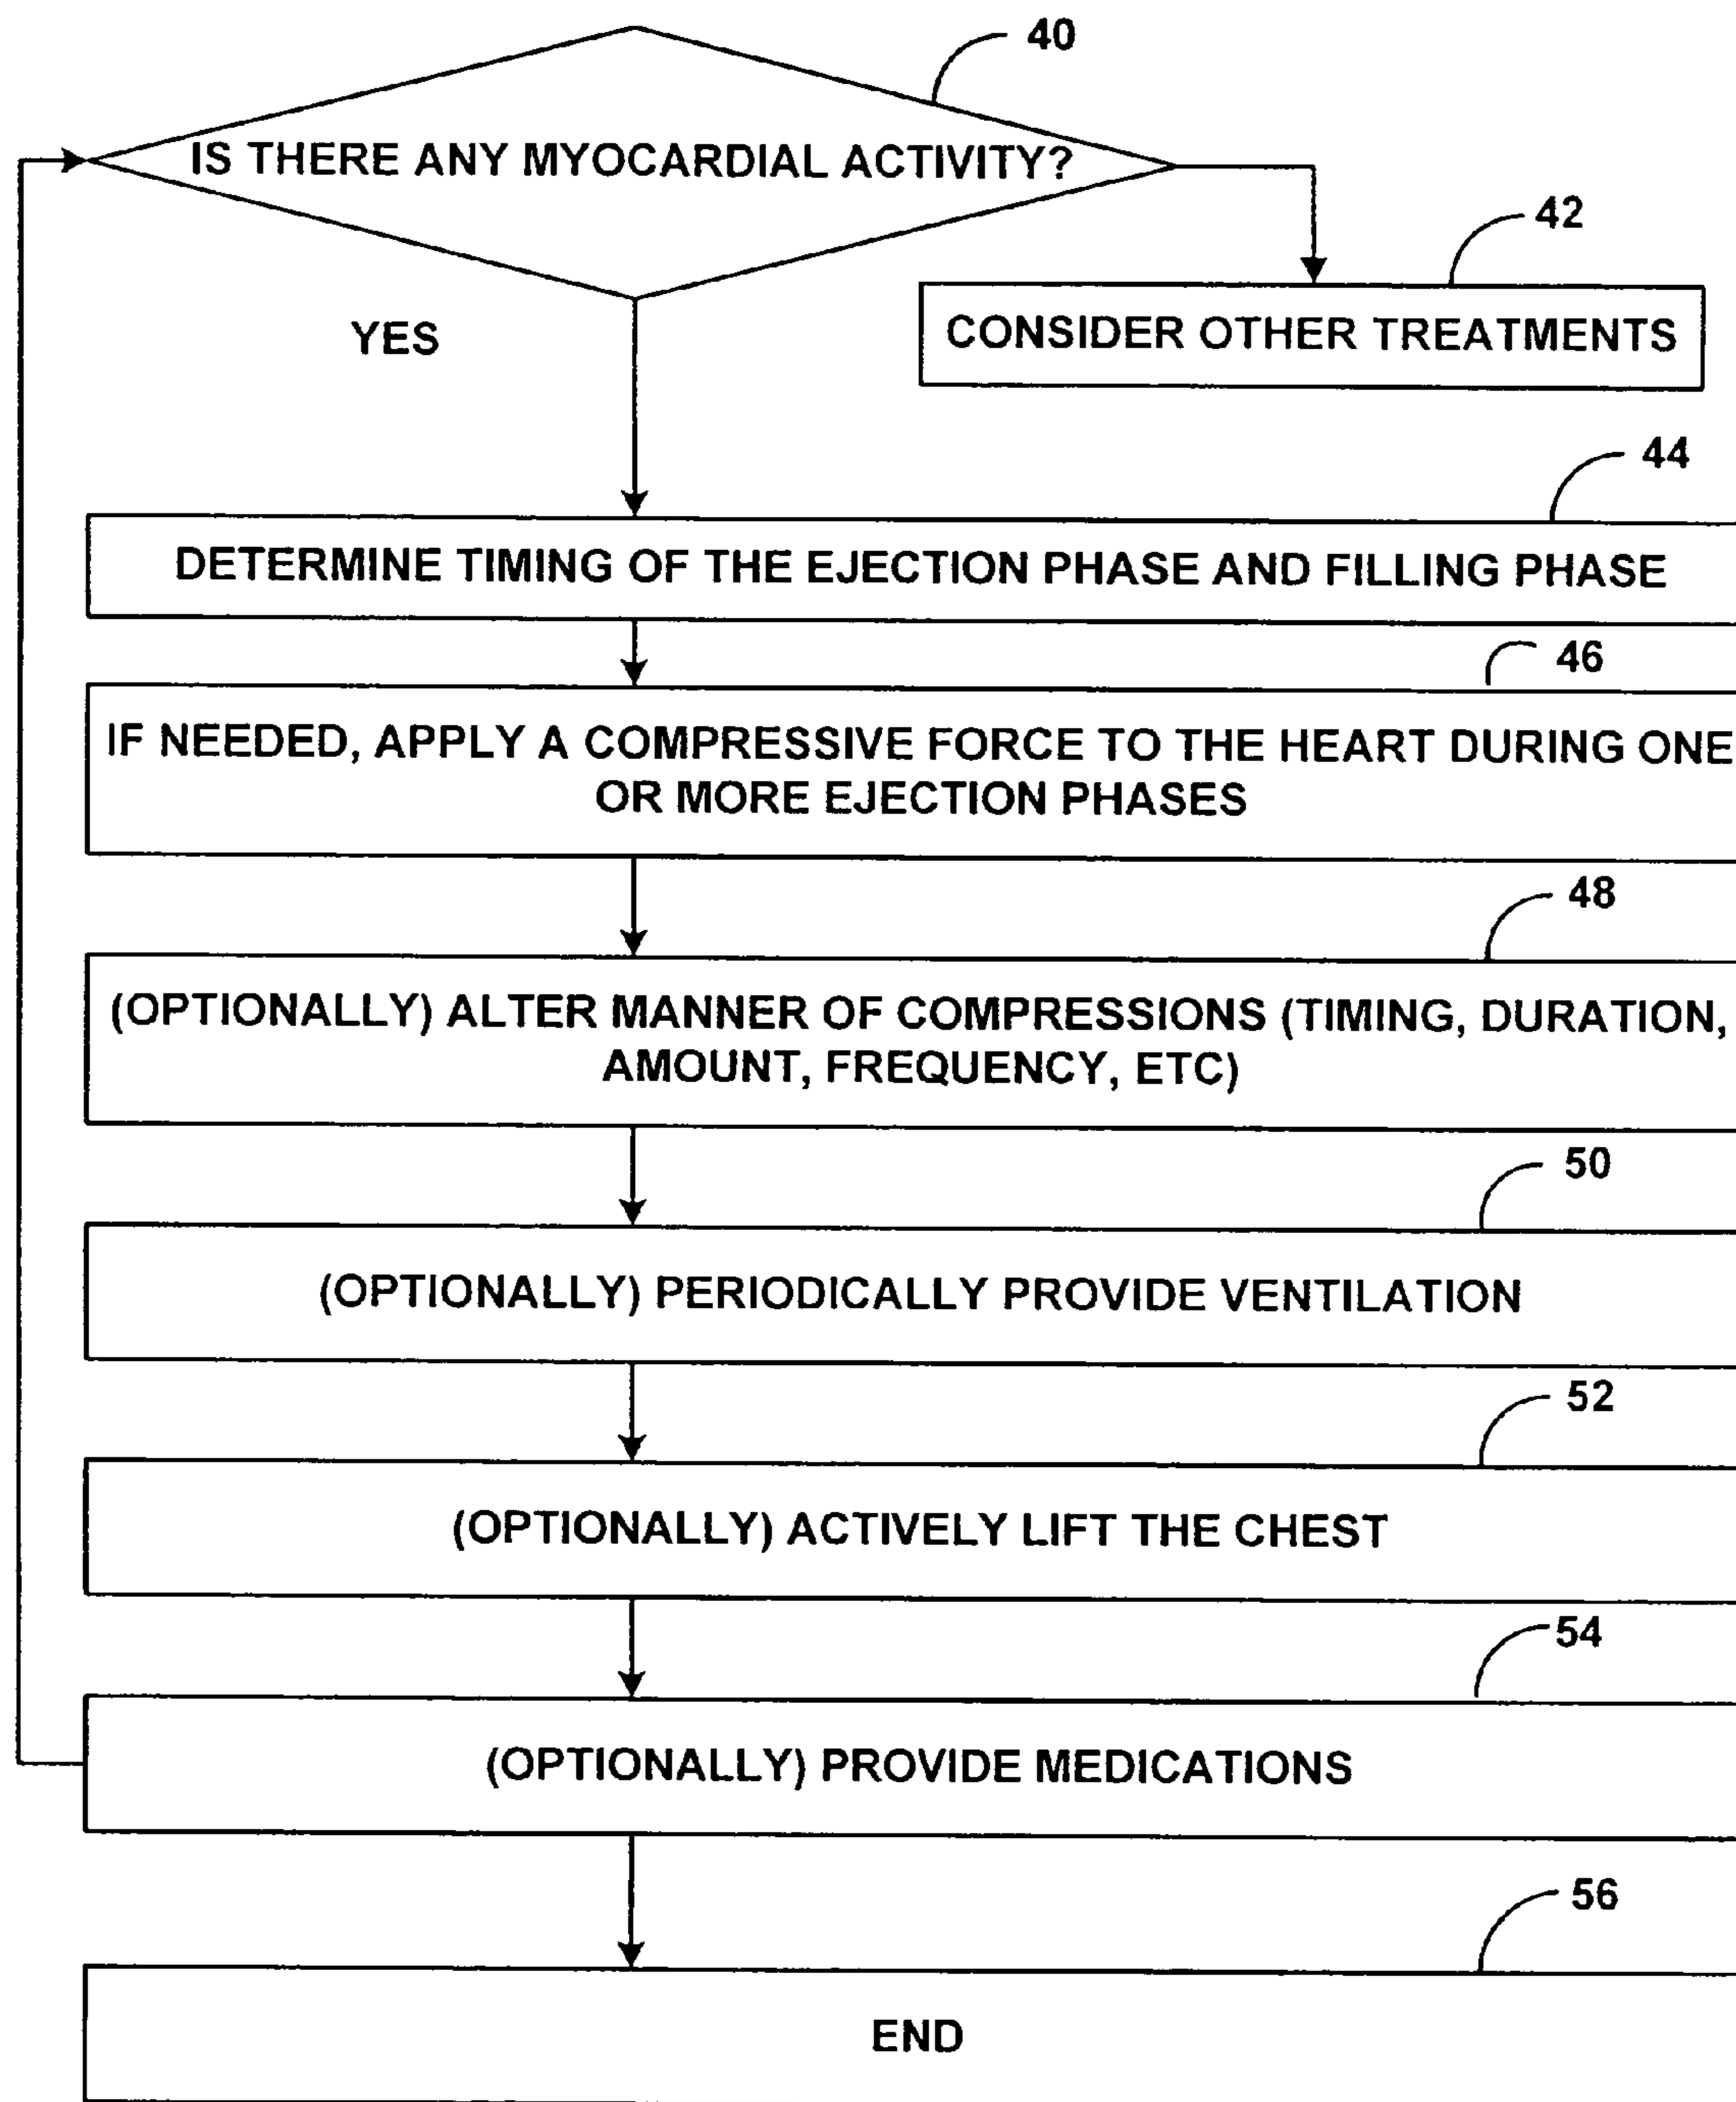 40
IS THERE ANY MYOCARDIAL ACTIVITY?
42
YES
CONSIDER OTHER TREATMENTS
44
DETERMINE TIMING OF THE EJECTION PHASE AND FILLING PHASE
46
IF NEEDED, APPLY A COMPRESSIVE FORCE TO THE HEART DURING ONE
OR MORE EJECTION PHASES
48
(OPTIONALLY) ALTER MANNER OF COMPRESSIONS (TIMING, DURATION,
AMOUNT, FREQUENCY, ETC)
50
(OPTIONALLY) PERIODICALLY PROVIDE VENTILATION
52
(OPTIONALLY) ACTIVELY LIFT THE CHEST
54
(OPTIONALLY) PROVIDE MEDICATIONS
56
END